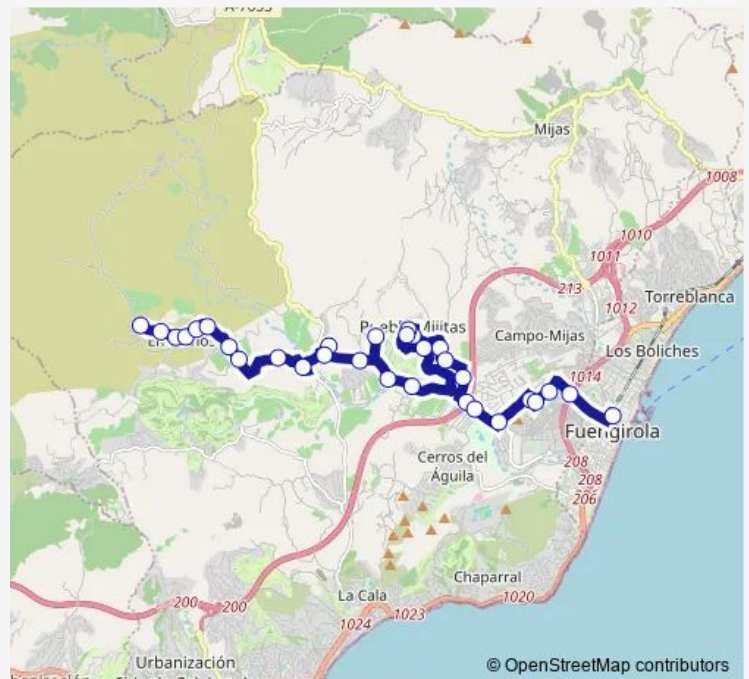 A-7053
Mijas
1008
1010
1011
213
Torreblanca
1012
Campo-Mijas
Los Boliches
1014
Fuengirola
Cerros del
Águila
208
208
206
Chaparral
200
200
La Cala
1020
1023
1024
Urbanización
© OpenStreetMap contributors